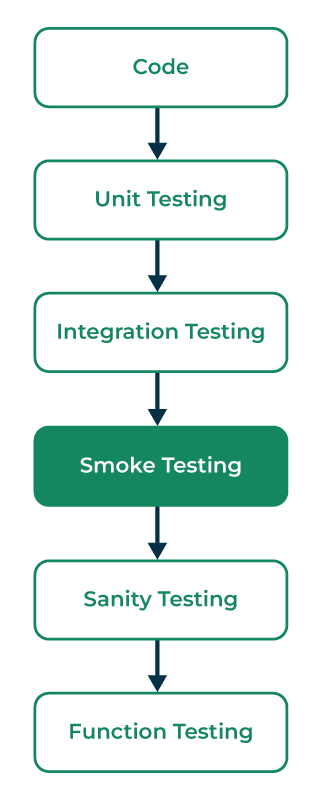 Code
Unit Testing
Integration Testing
Smoke Testing
Sanity Testing
Function Testing